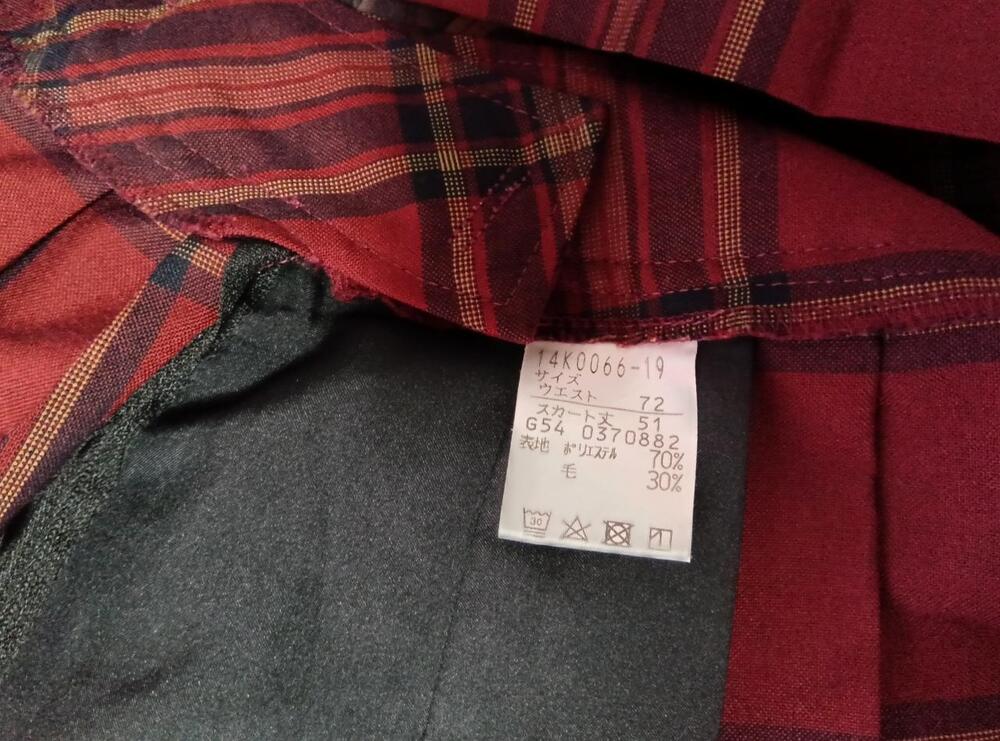 14K0066-19
サイズ
ウエスト 72
スカート丈 51
G54 0370882
表地 ポリエステル 70%
毛 30%
30